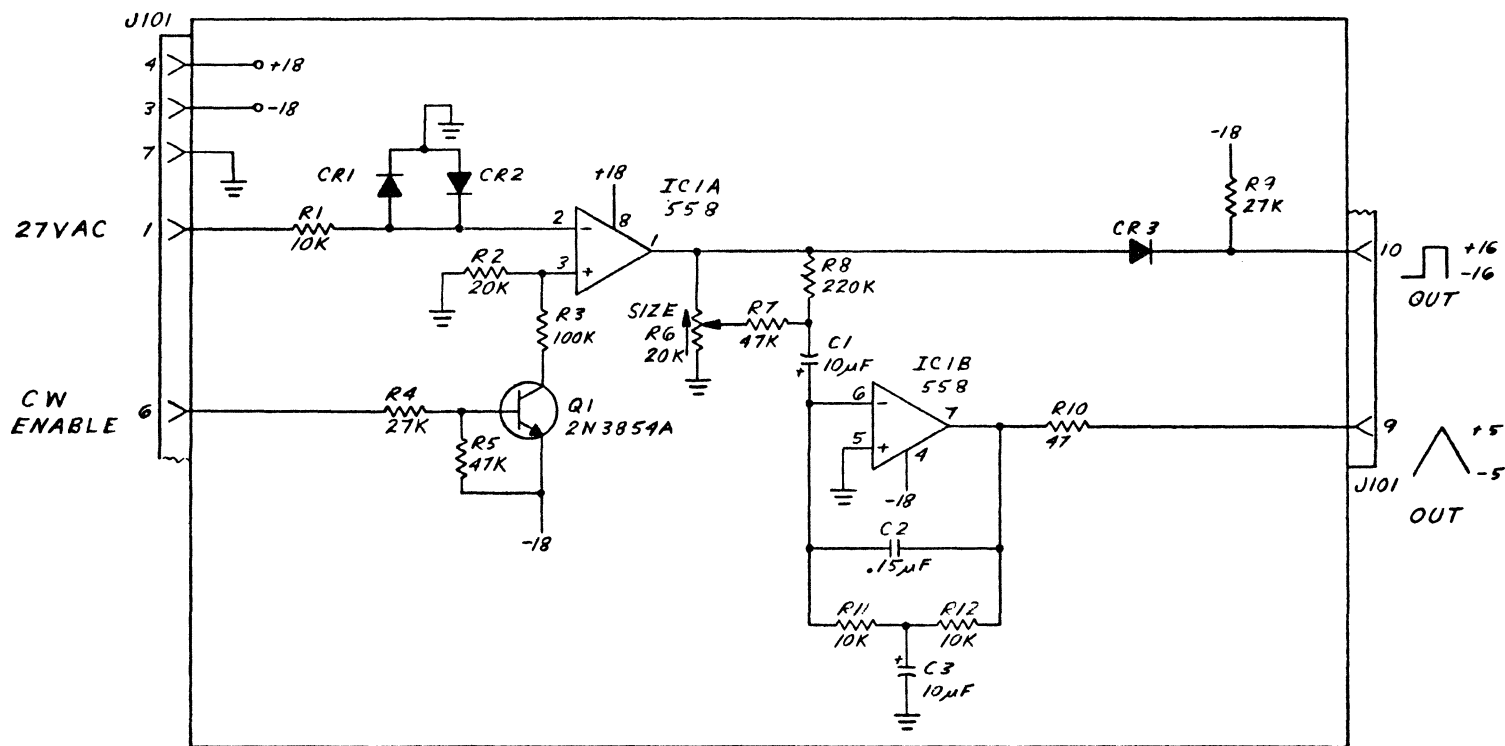 J101
4
+18
3
-18
7
27VAC
1
R1
10K
CR1
CR2
R2
20K
2
-
3
+
+18
8
IC1A
558
1
R3
100K
CW
ENABLE
6
R4
27K
R5
47K
Q1
2N3854A
-18
SIZE
R6
20K
R7
47K
R8
220K
C1
10µF
+
IC1B
558
6
-
5
+
7
4
-18
C2
.15µF
R11
10K
R12
10K
+
C3
10µF
CR3
-18
R9
27K
10
+16
-16
OUT
R10
47
9
J101
+5
-5
OUT